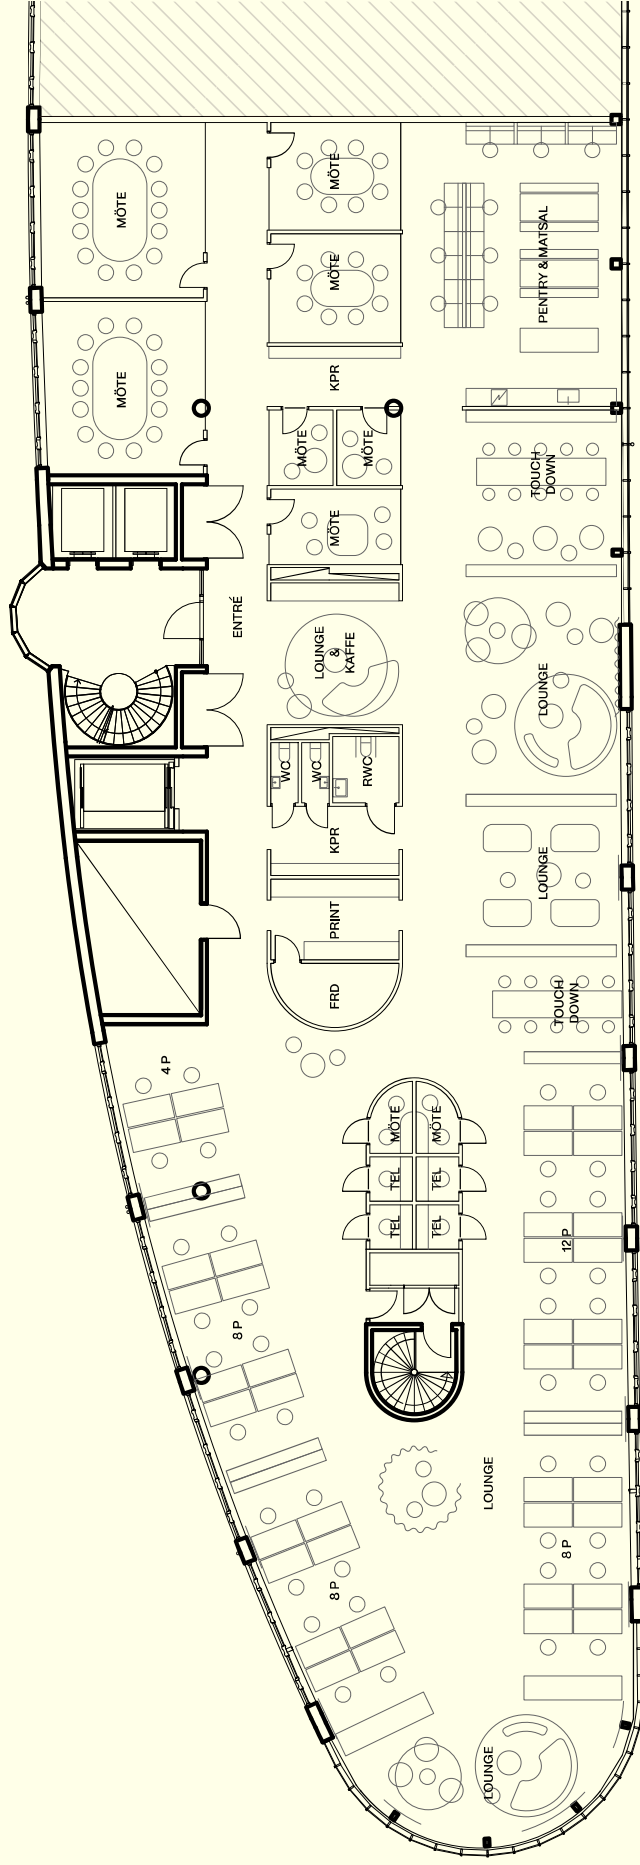 MÖTE
MÖTE
MÖTE
MÖTE
PENTRY & MATSAL
KPR
MÖTE
MÖTE
MÖTE
TOUCH
DOWN
ENTRÉ
LOUNGE
&
KAFFE
LOUNGE
WC
WC
RWC
KPR
LOUNGE
PRINT
FRD
TOUCH
DOWN
4 P
MÖTE
MÖTE
TEL
TEL
TEL
TEL
12 P
8 P
LOUNGE
8 P
8 P
LOUNGE